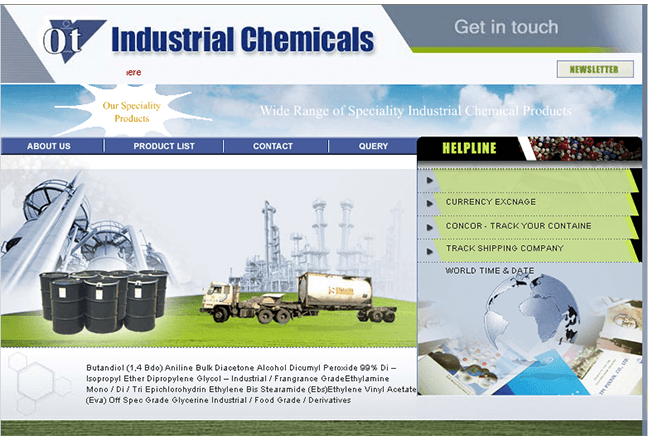 Ot Industrial Chemicals
Get in touch
ere
NEWSLETTER
Our Speciality
Products
Wide Range of Speciality Industrial Chemical Products
ABOUT US PRODUCT LIST CONTACT QUERY
HELPLINE
CURRENCY EXCNAGE
CONCOR - TRACK YOUR CONTAINE
TRACK SHIPPING COMPANY
WORLD TIME & DATE
Butandiol (1,4 Bdo) Aniline Bulk Diacetone Alcohol Dicumyl Peroxide 99% Di –
Isopropyl Ether Dipropylene Glycol – Industrial / Frangrance GradeEthylamine
Mono / Di / Tri Epichlorohydrin Ethylene Bis Stearamide (Ebs)Ethylene Vinyl Acetate
(Eva) Off Spec Grade Glycerine Industrial / Food Grade / Derivatives